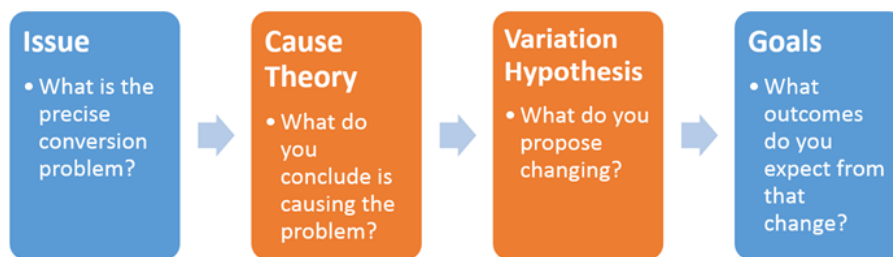 Issue
• What is the
precise
conversion
problem?
Cause
Theory
• What do
you
conclude is
causing the
problem?
Variation
Hypothesis
• What do you
propose
changing?
Goals
• What
outcomes
do you
expect from
that
change?